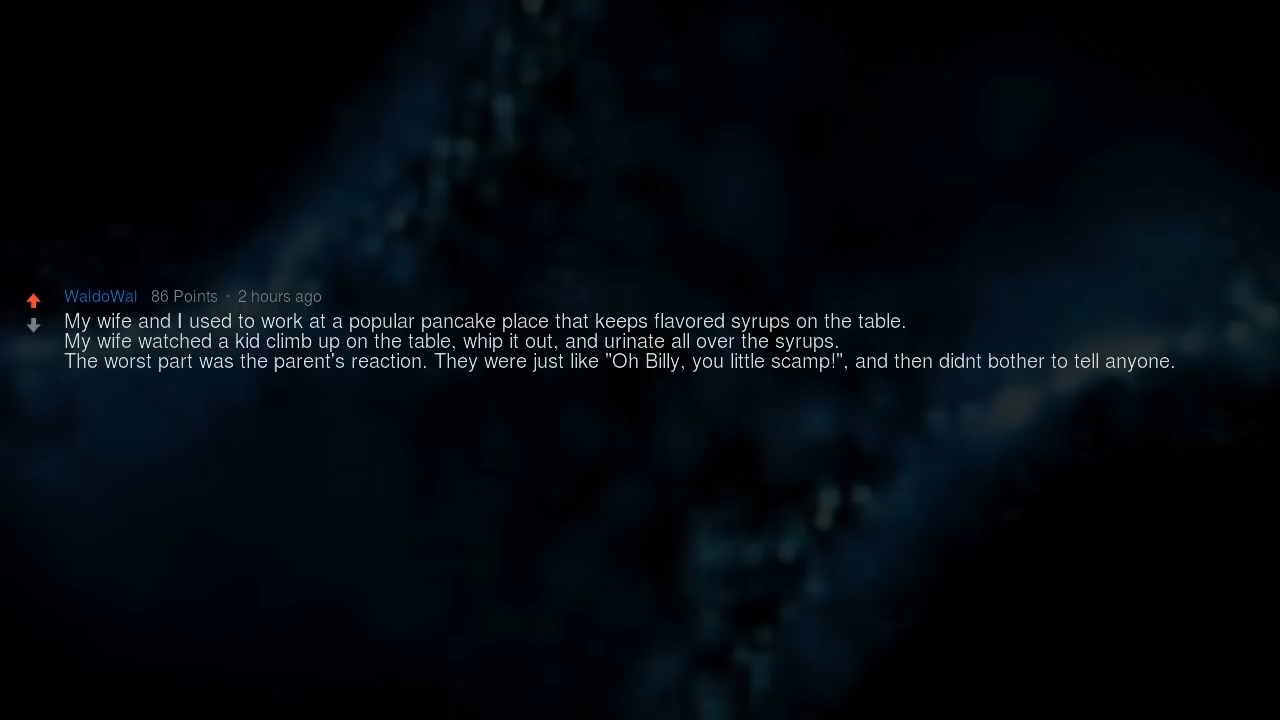 WaldoWal 86 Points · 2 hours ago
My wife and I used to work at a popular pancake place that keeps flavored syrups on the table.
My wife watched a kid climb up on the table, whip it out, and urinate all over the syrups.
The worst part was the parent's reaction. They were just like "Oh Billy, you little scamp!", and then didnt bother to tell anyone.